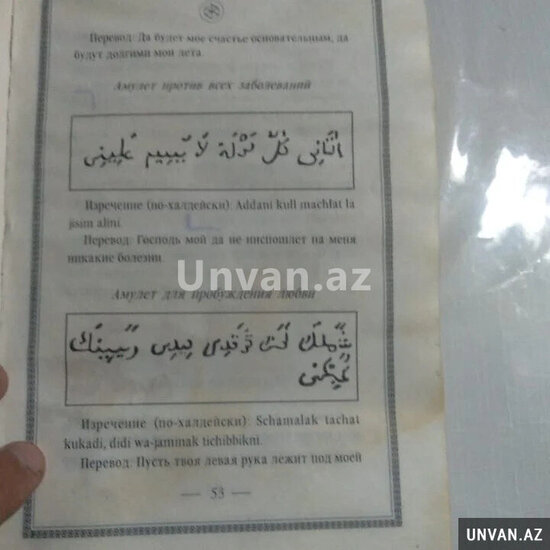 Перевод: Да будет мое счастье основательным, да
будут долгими мои лета.
Амулет против всех заболеваний
Изречение (по-халдейски): Addani kull machlat la
jisim alini.
Перевод: Господь мой да не ниспошлет на меня
никакие болезни.
Unvan.az
Амулет для пробуждения любви
Изречение (по-халдейски): Schamalak tachat
kukadi, didi wa-jaminak tichibbikni.
Перевод: Пусть твоя левая рука лежит под моей
— 53 —
UNVAN.AZ